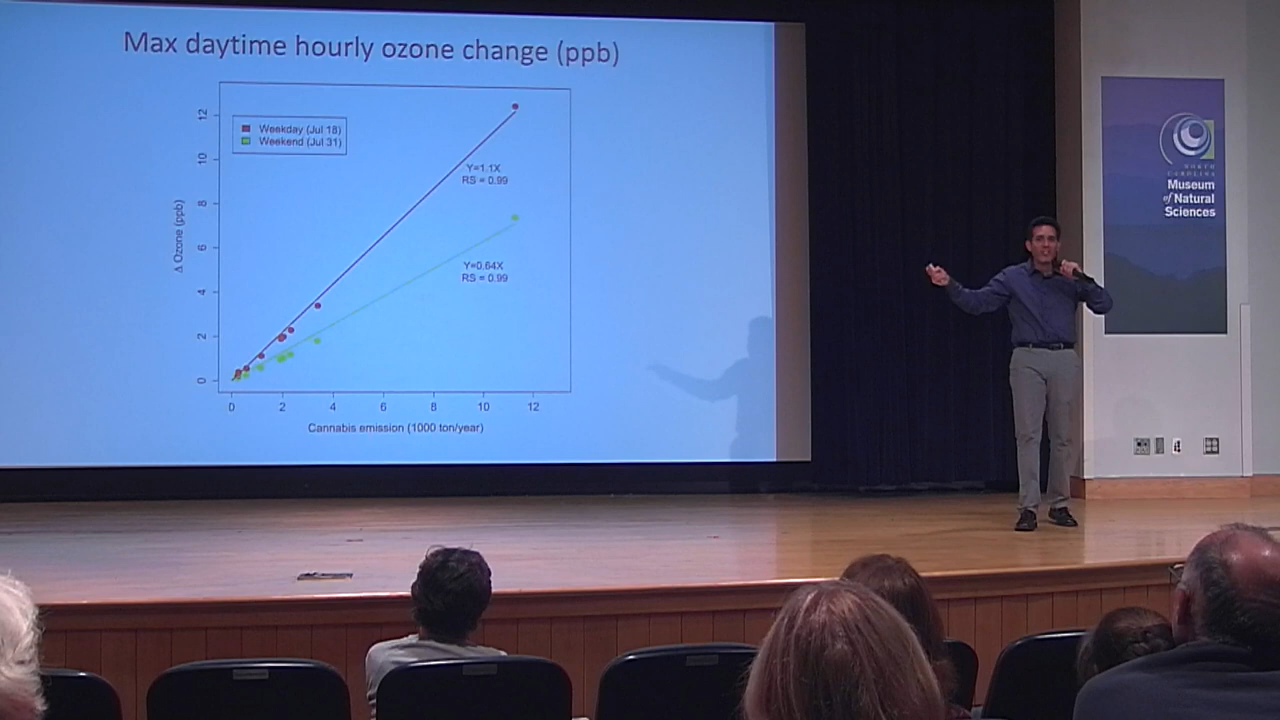 Max daytime hourly ozone change (ppb)
Weekday (Jul 18)
Weekend (Jul 31)
Y=1.1X
RS = 0.99
Y=0.64X
RS = 0.99
Δ Ozone (ppb)
12
10
8
6
4
2
0
0 2 4 6 8 10 12
Cannabis emission (1000 ton/year)
NORTH
CAROLINA
Museum
of Natural
Sciences